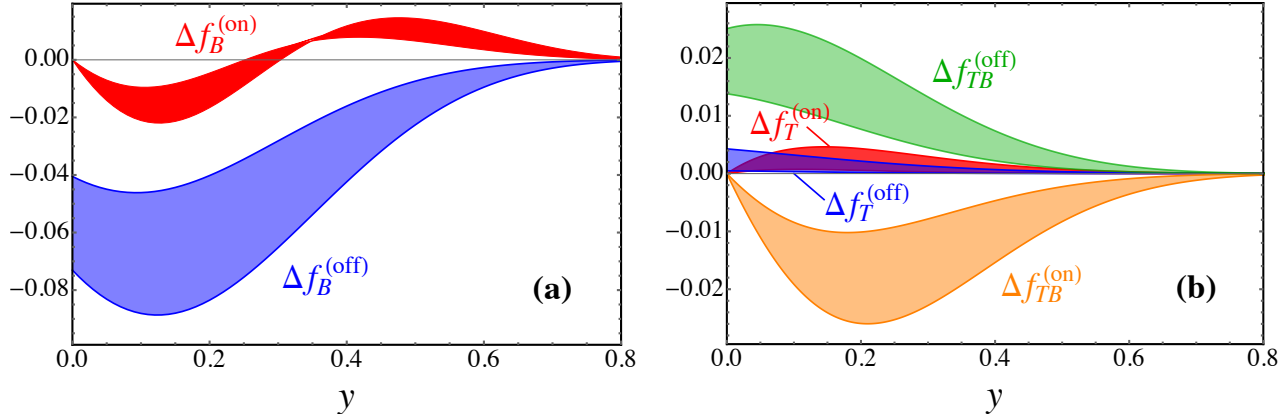 Δf_B^(on)
0.00
−0.02
−0.04
−0.06
−0.08
Δf_B^(off)
(a)
0.0 0.2 0.4 0.6 0.8
y
0.02
0.01
0.00
−0.01
−0.02
Δf_TB^(off)
Δf_T^(on)
Δf_T^(off)
Δf_TB^(on)
(b)
0.0 0.2 0.4 0.6 0.8
y